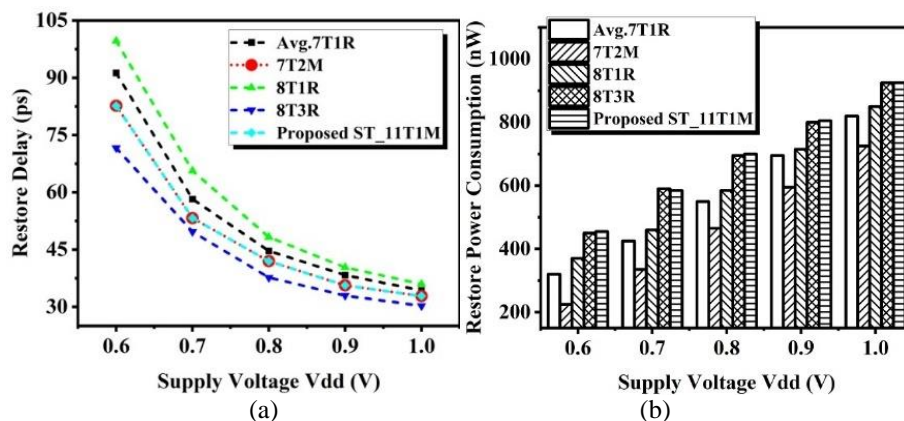 105
90
75
60
45
30
Restore Delay (ps)
Avg.7T1R
7T2M
8T1R
8T3R
Proposed ST_11T1M
0.6 0.7 0.8 0.9 1.0
Supply Voltage Vdd (V)
(a)
1000
800
600
400
200
Restore Power Consumption (nW)
Avg.7T1R
7T2M
8T1R
8T3R
Proposed ST_11T1M
0.6 0.7 0.8 0.9 1.0
Supply Voltage Vdd (V)
(b)